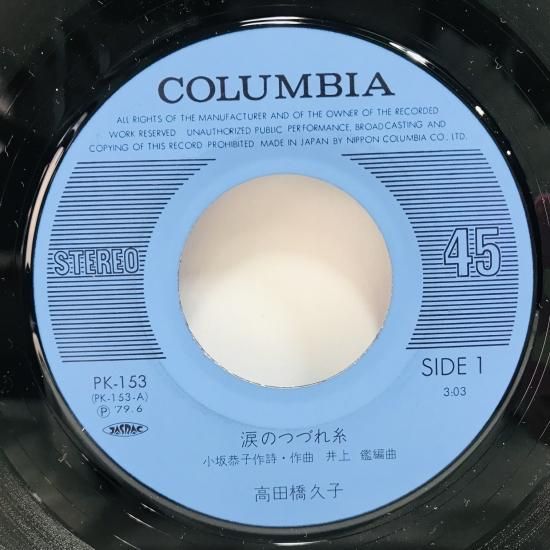 COLUMBIA
ALL RIGHTS OF THE MANUFACTURER AND OF THE OWNER OF THE RECORDED
WORK RESERVED UNAUTHORIZED PUBLIC PERFORMANCE, BROADCASTING AND
COPYING OF THIS RECORD PROHIBITED MADE IN JAPAN BY NIPPON COLUMBIA CO., LTD.
STEREO
45
PK-153
(PK-153-A)
Ⓟ '79.6
JASRAC
SIDE 1
3:03
涙のつづれ糸
小坂恭子作詩・作曲 井上 鑑編曲
高田橋久子